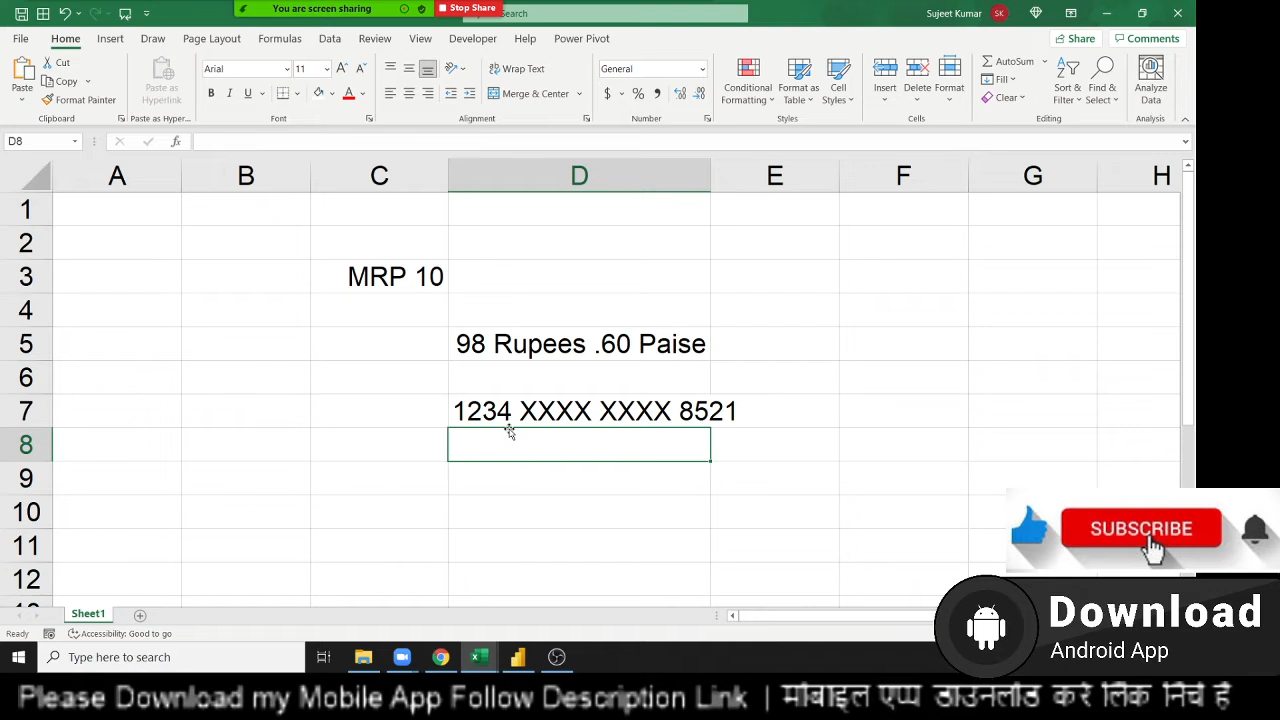 You are screen sharing
Stop Share
Search
Sujeet Kumar
SK
File
Home
Insert
Draw
Page Layout
Formulas
Data
Review
View
Developer
Help
Power Pivot
Share
Comments
Paste
Cut
Copy
Format Painter
Clipboard
Paste as Hyperlink
Paste as Hyper...
Arial
11
B
I
U
Font
Wrap Text
Merge & Center
Alignment
General
Number
Conditional Formatting
Format as Table
Cell Styles
Styles
Insert
Delete
Format
Cells
AutoSum
Fill
Clear
Sort & Filter
Find & Select
Editing
Analyze Data
Analysis
D8
fx
A B C D E F G H
1
2
3 MRP 10
4
5 98 Rupees .60 Paise
6
7 1234 XXXX XXXX 8521
8
9
10
11
12
SUBSCRIBE
Sheet1
Ready
Accessibility: Good to go
Download
Android App
Type here to search
Please Download my Mobile App Follow Description Link | मोबाइल एप्प डाउनलोड करे लिंक निचे है